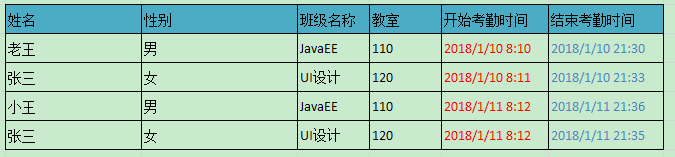 姓名 性别 班级名称 教室 开始考勤时间 结束考勤时间
老王 男 JavaEE 110 2018/1/10 8:10 2018/1/10 21:30
张三 女 UI设计 120 2018/1/10 8:11 2018/1/10 21:33
小王 男 JavaEE 110 2018/1/11 8:12 2018/1/11 21:36
张三 女 UI设计 120 2018/1/11 8:12 2018/1/11 21:35